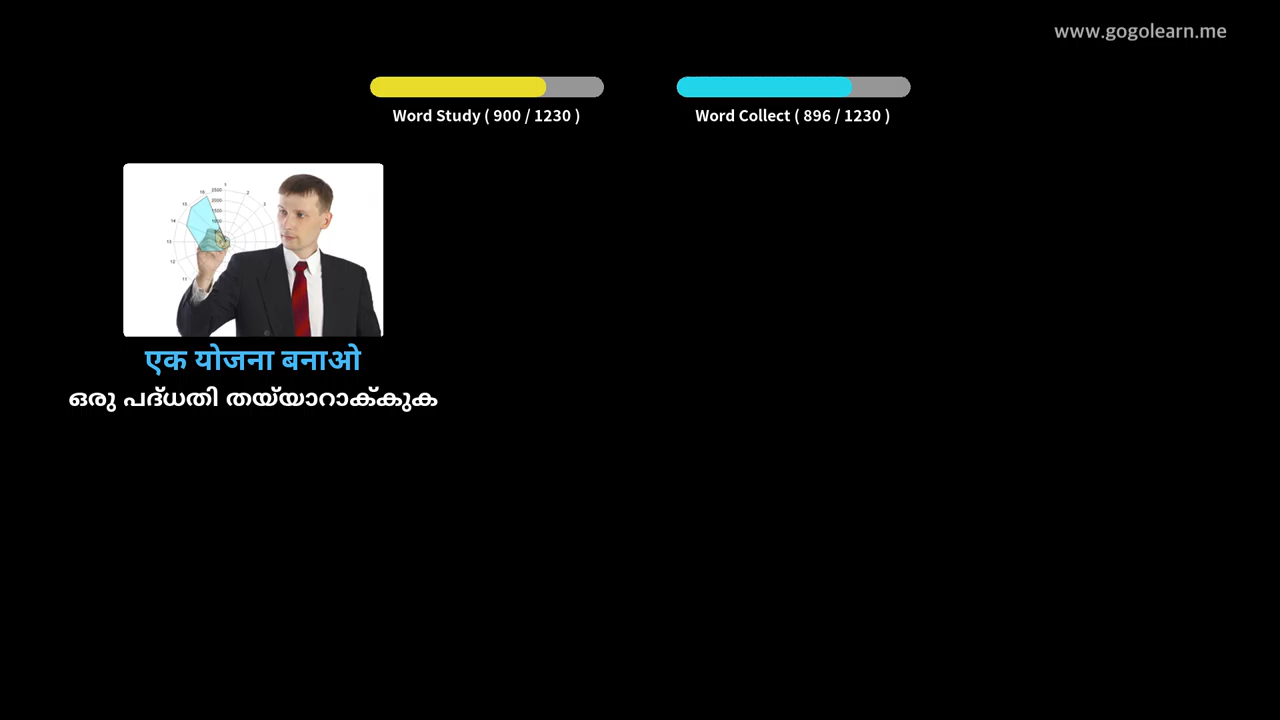 www.gogolearn.me
Word Study ( 900 / 1230 )
Word Collect ( 896 / 1230 )
एक योजना बनाओ
ഒരു പദ്ധതി തയ്യാറാക്കുക